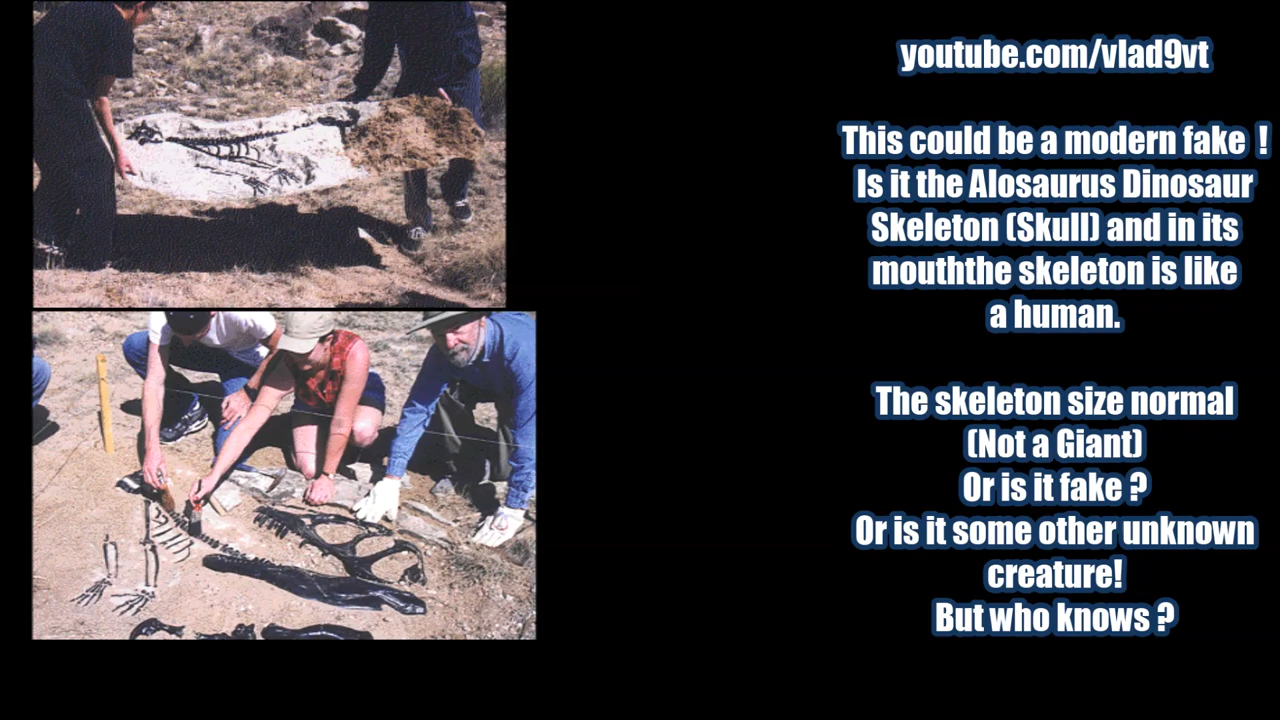 youtube.com/vlad9vt
This could be a modern fake !
Is it the Alosaurus Dinosaur
Skeleton (Skull) and in its
mouththe skeleton is like
a human.
The skeleton size normal
(Not a Giant)
Or is it fake ?
Or is it some other unknown
creature!
But who knows ?